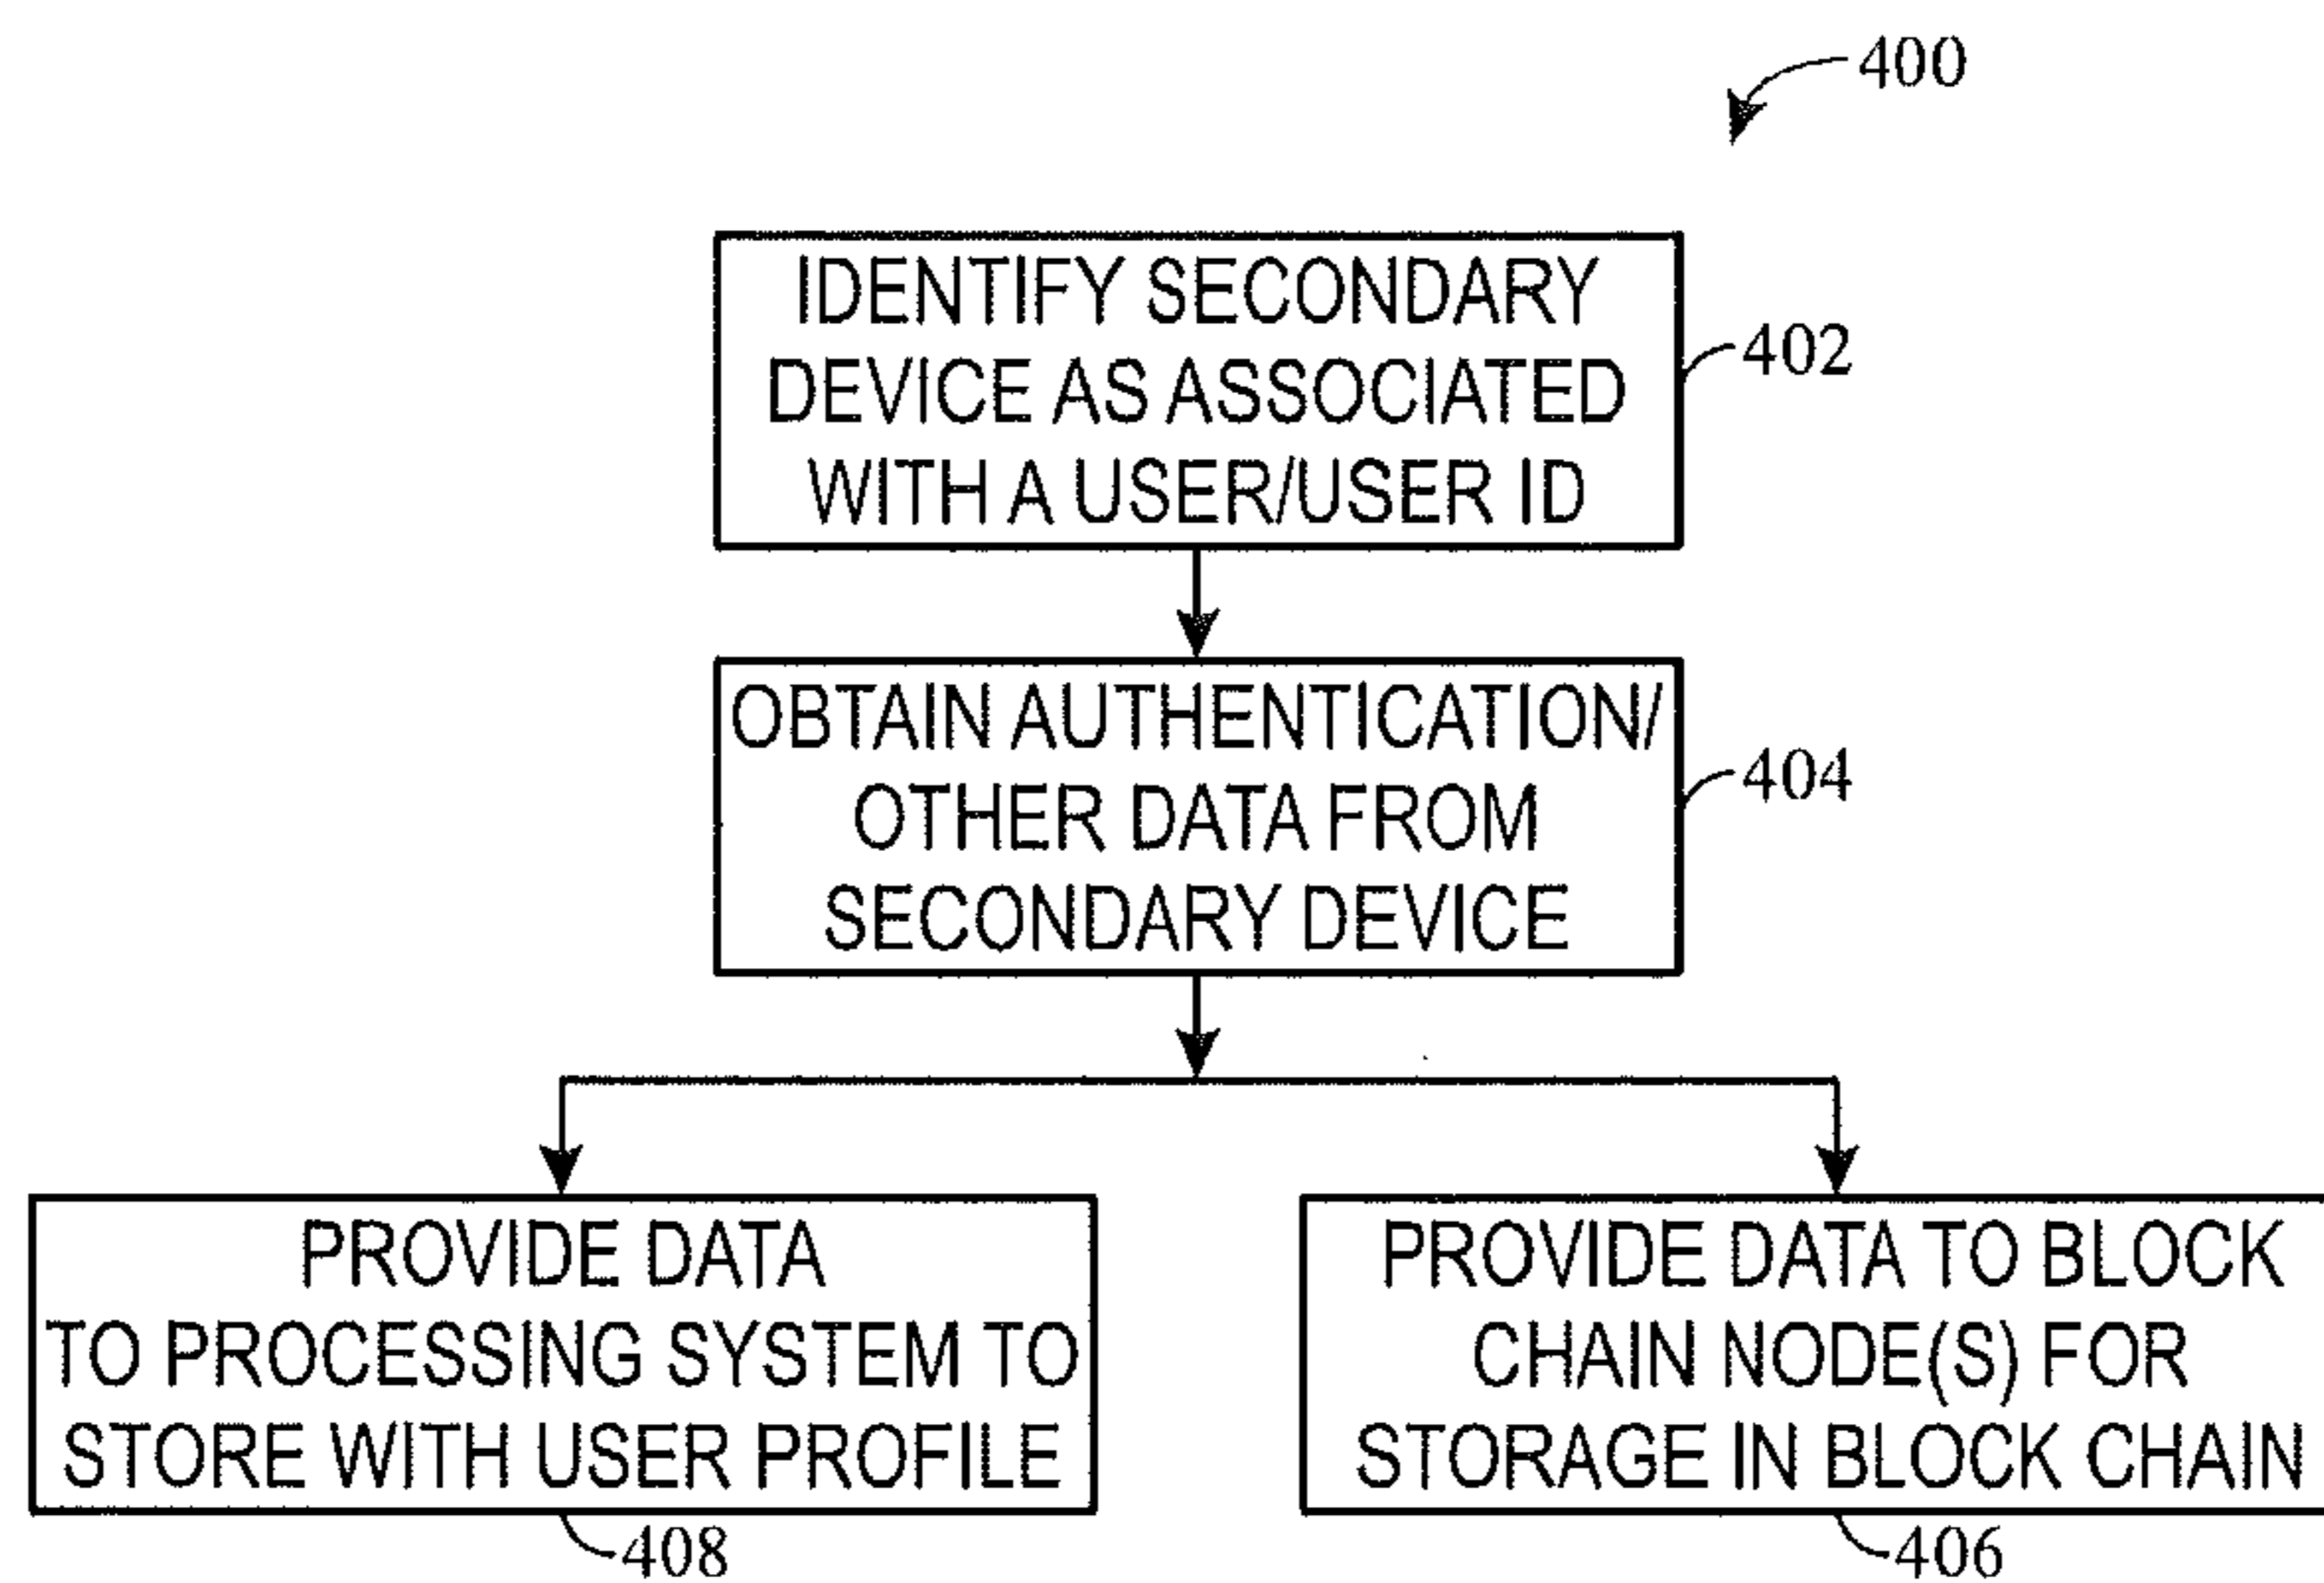 400
IDENTIFY SECONDARY
DEVICE AS ASSOCIATED
WITH A USER/USER ID
402
OBTAIN AUTHENTICATION/
OTHER DATA FROM
SECONDARY DEVICE
404
PROVIDE DATA
TO PROCESSING SYSTEM TO
STORE WITH USER PROFILE
408
PROVIDE DATA TO BLOCK
CHAIN NODE(S) FOR
STORAGE IN BLOCK CHAIN
406